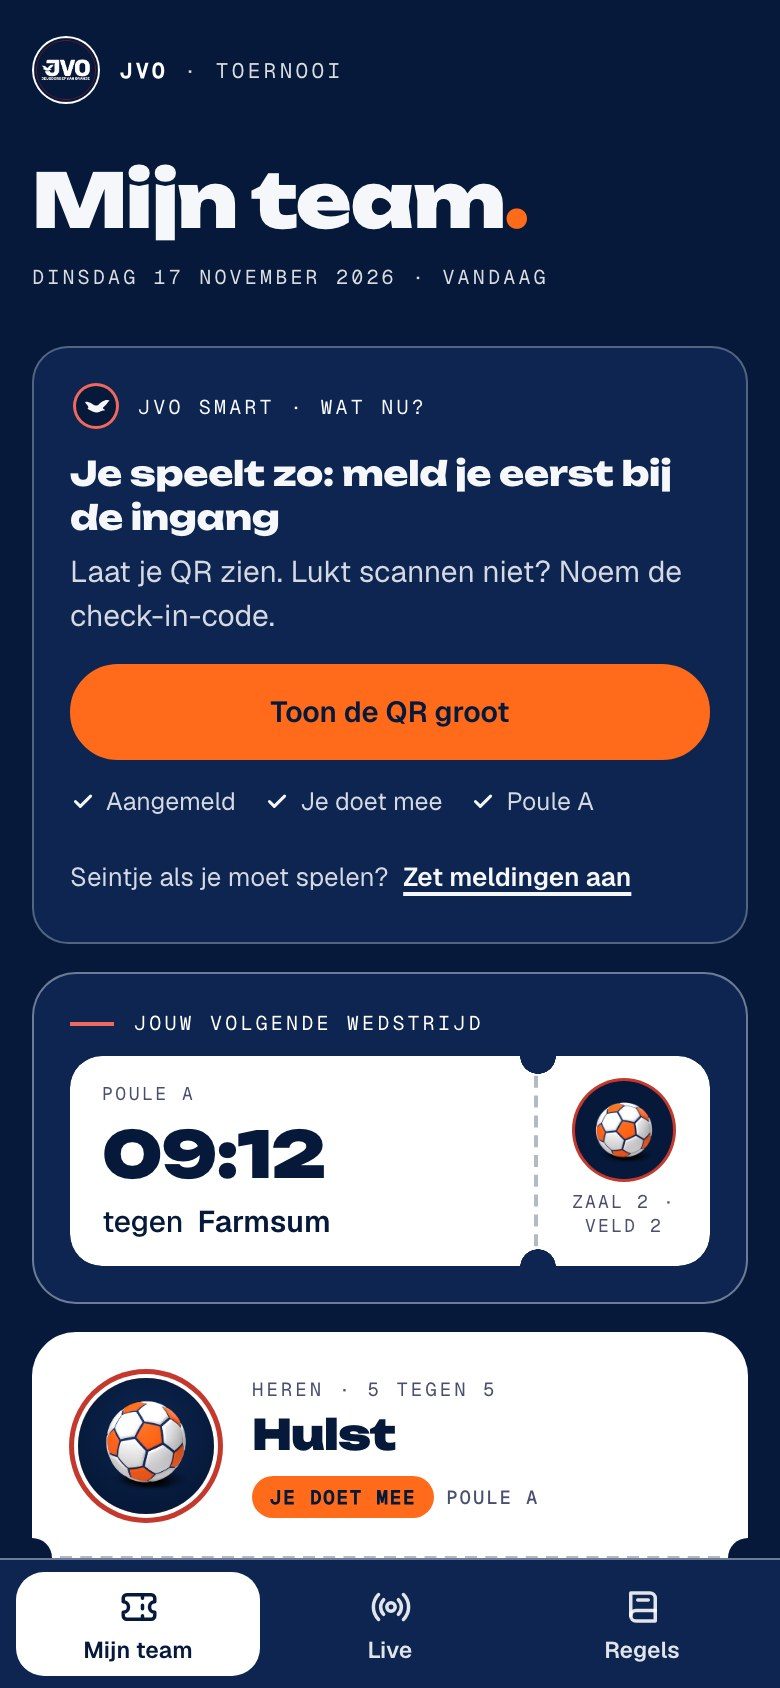 JVO
JVO · TOERNOOI
Mijn team.
DINSDAG 17 NOVEMBER 2026 · VANDAAG
JVO SMART · WAT NU?
Je speelt zo: meld je eerst bij
de ingang
Laat je QR zien. Lukt scannen niet? Noem de
check-in-code.
Toon de QR groot
Aangemeld Je doet mee Poule A
Seintje als je moet spelen? Zet meldingen aan
JOUW VOLGENDE WEDSTRIJD
POULE A
09:12
tegen Farmsum
ZAAL 2 ·
VELD 2
HEREN · 5 TEGEN 5
Hulst
JE DOET MEE POULE A
Mijn team Live Regels